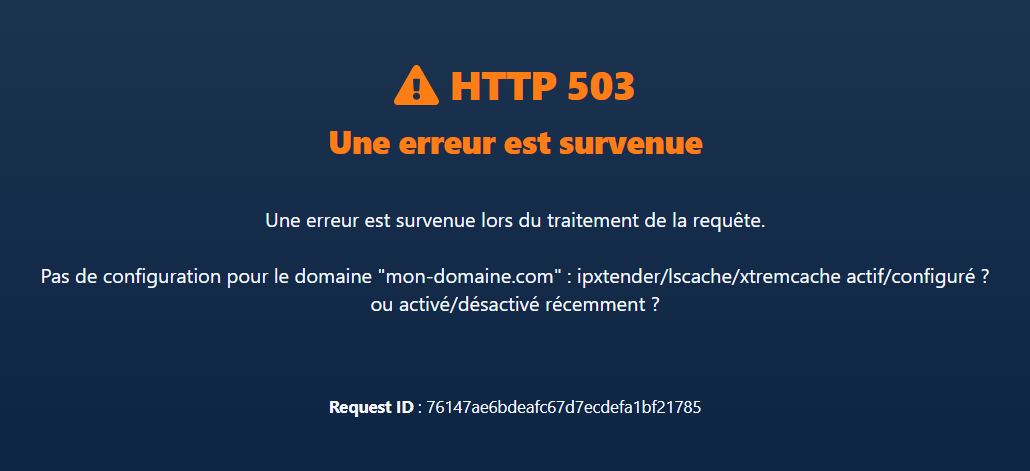 HTTP 503
Une erreur est survenue
Une erreur est survenue lors du traitement de la requête.
Pas de configuration pour le domaine "mon-domaine.com" : ipxtender/lscache/xtremcache actif/configuré ?
ou activé/désactivé récemment ?
Request ID : 76147ae6bdeafc67d7ecdefa1bf21785